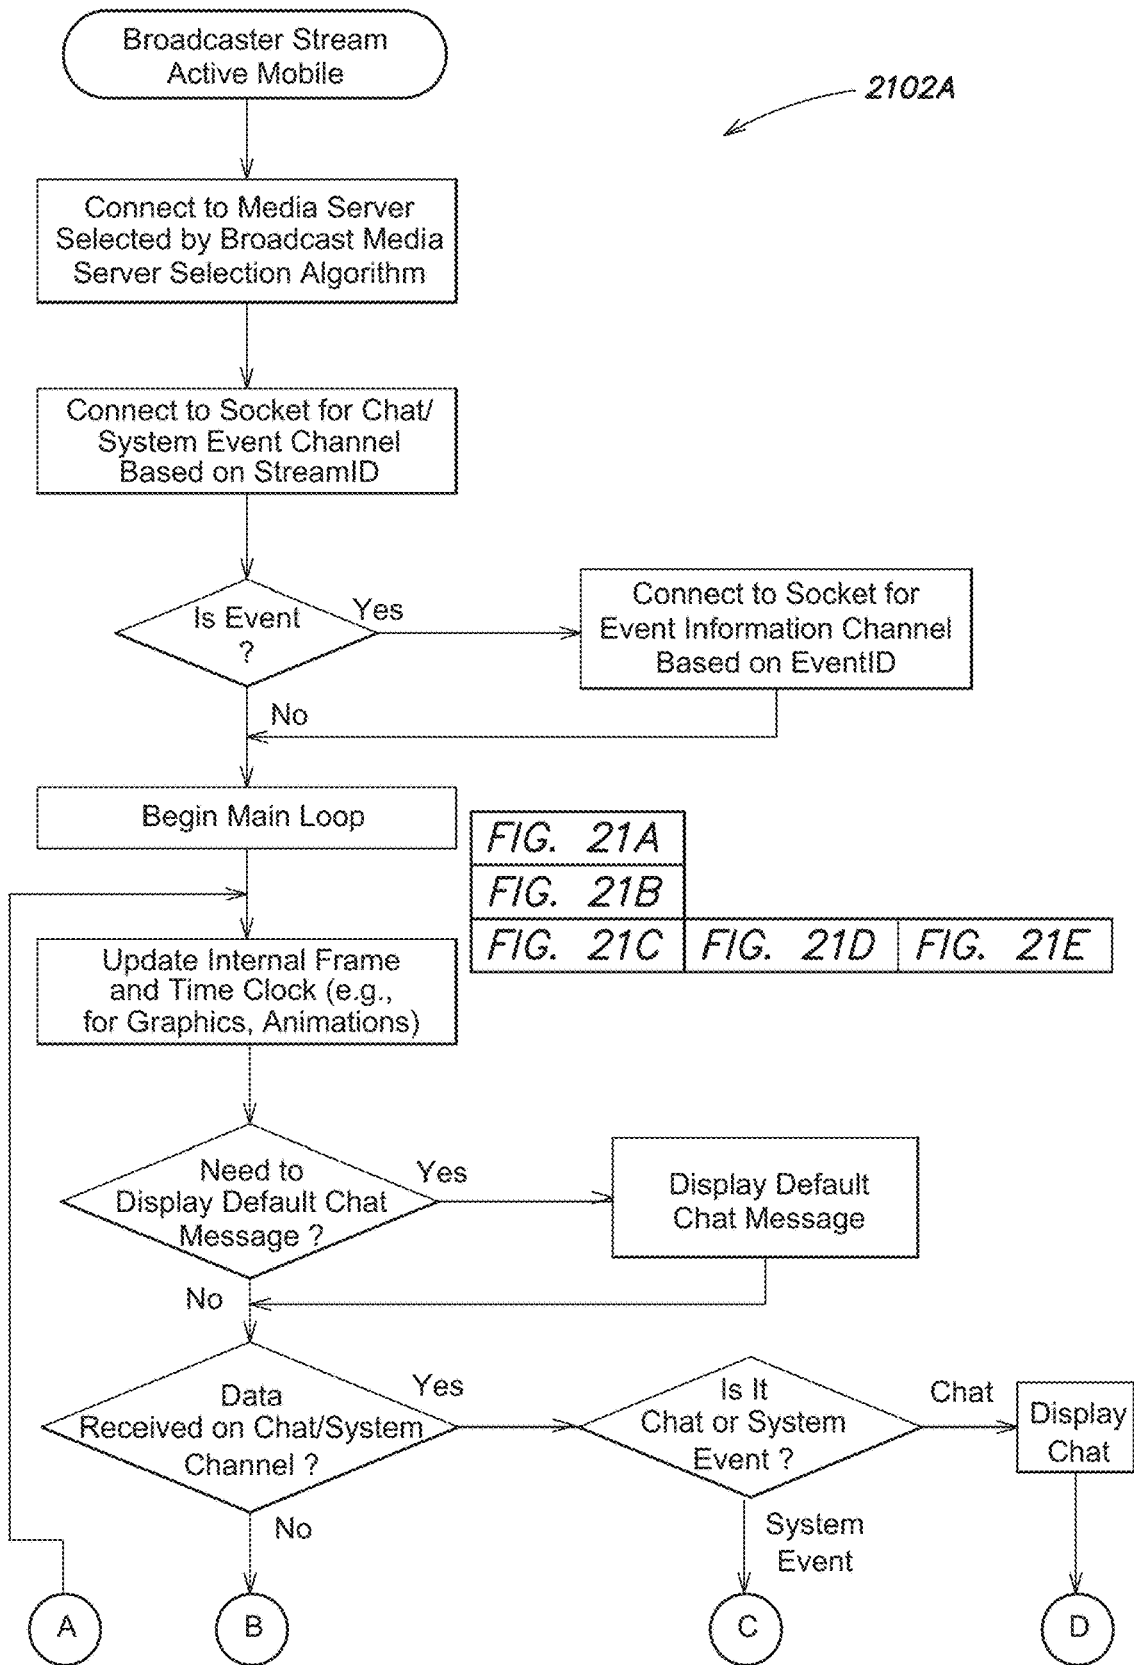 Broadcaster Stream
Active Mobile
2102A
Connect to Media Server
Selected by Broadcast Media
Server Selection Algorithm
Connect to Socket for Chat/
System Event Channel
Based on StreamID
Is Event
?
Yes
Connect to Socket for
Event Information Channel
Based on EventID
No
Begin Main Loop
FIG. 21A
FIG. 21B
FIG. 21C
FIG. 21D
FIG. 21E
Update Internal Frame
and Time Clock (e.g.,
for Graphics, Animations)
Need to
Display Default Chat
Message ?
Yes
Display Default
Chat Message
No
Data
Received on Chat/System
Channel ?
Yes
Is It
Chat or System
Event ?
Chat
Display
Chat
No
System
Event
A
B
C
D